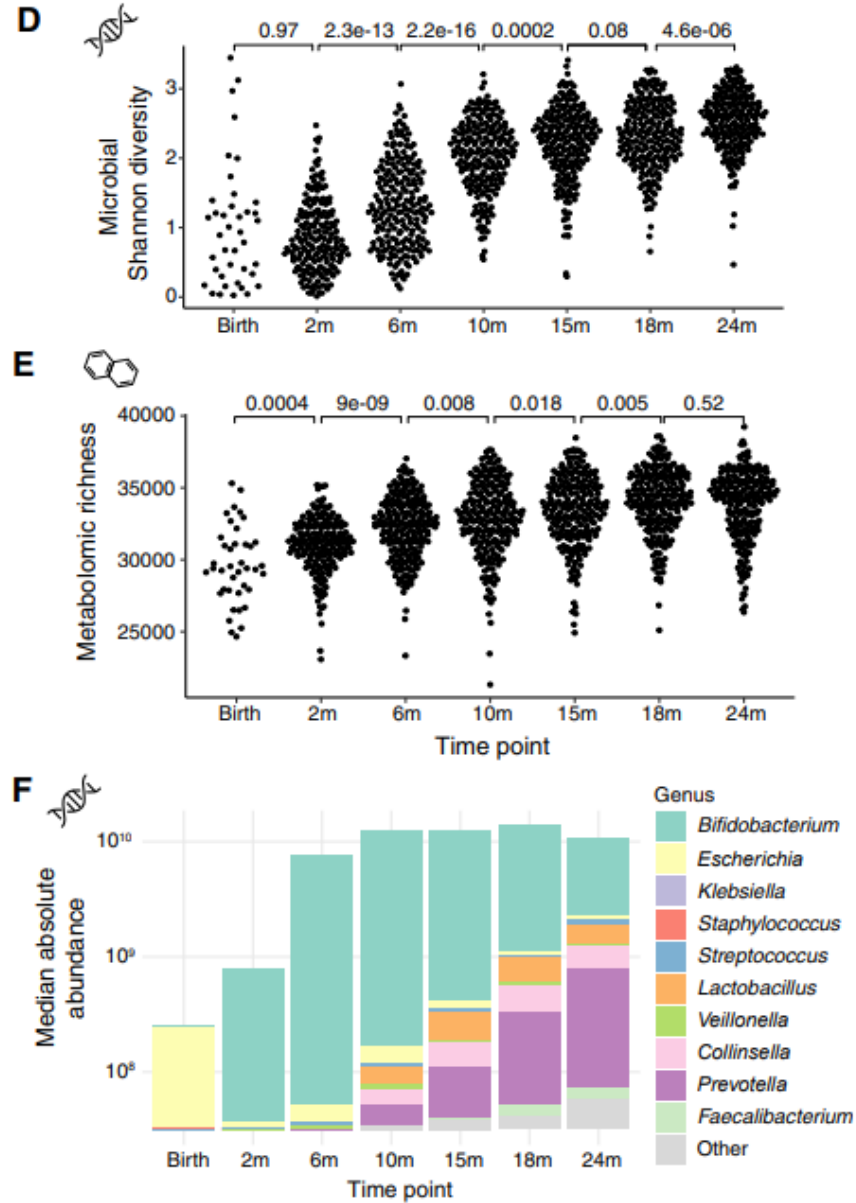 D
0.97 2.3e-13 2.2e-16 0.0002 0.08 4.6e-06
Microbial
Shannon diversity
3
2
1
0
Birth 2m 6m 10m 15m 18m 24m
E
0.0004 9e-09 0.008 0.018 0.005 0.52
Metabolomic richness
40000
35000
30000
25000
Birth 2m 6m 10m 15m 18m 24m
Time point
F
Median absolute
abundance
10¹⁰
10⁹
10⁸
Birth 2m 6m 10m 15m 18m 24m
Time point
Genus
Bifidobacterium
Escherichia
Klebsiella
Staphylococcus
Streptococcus
Lactobacillus
Veillonella
Collinsella
Prevotella
Faecalibacterium
Other